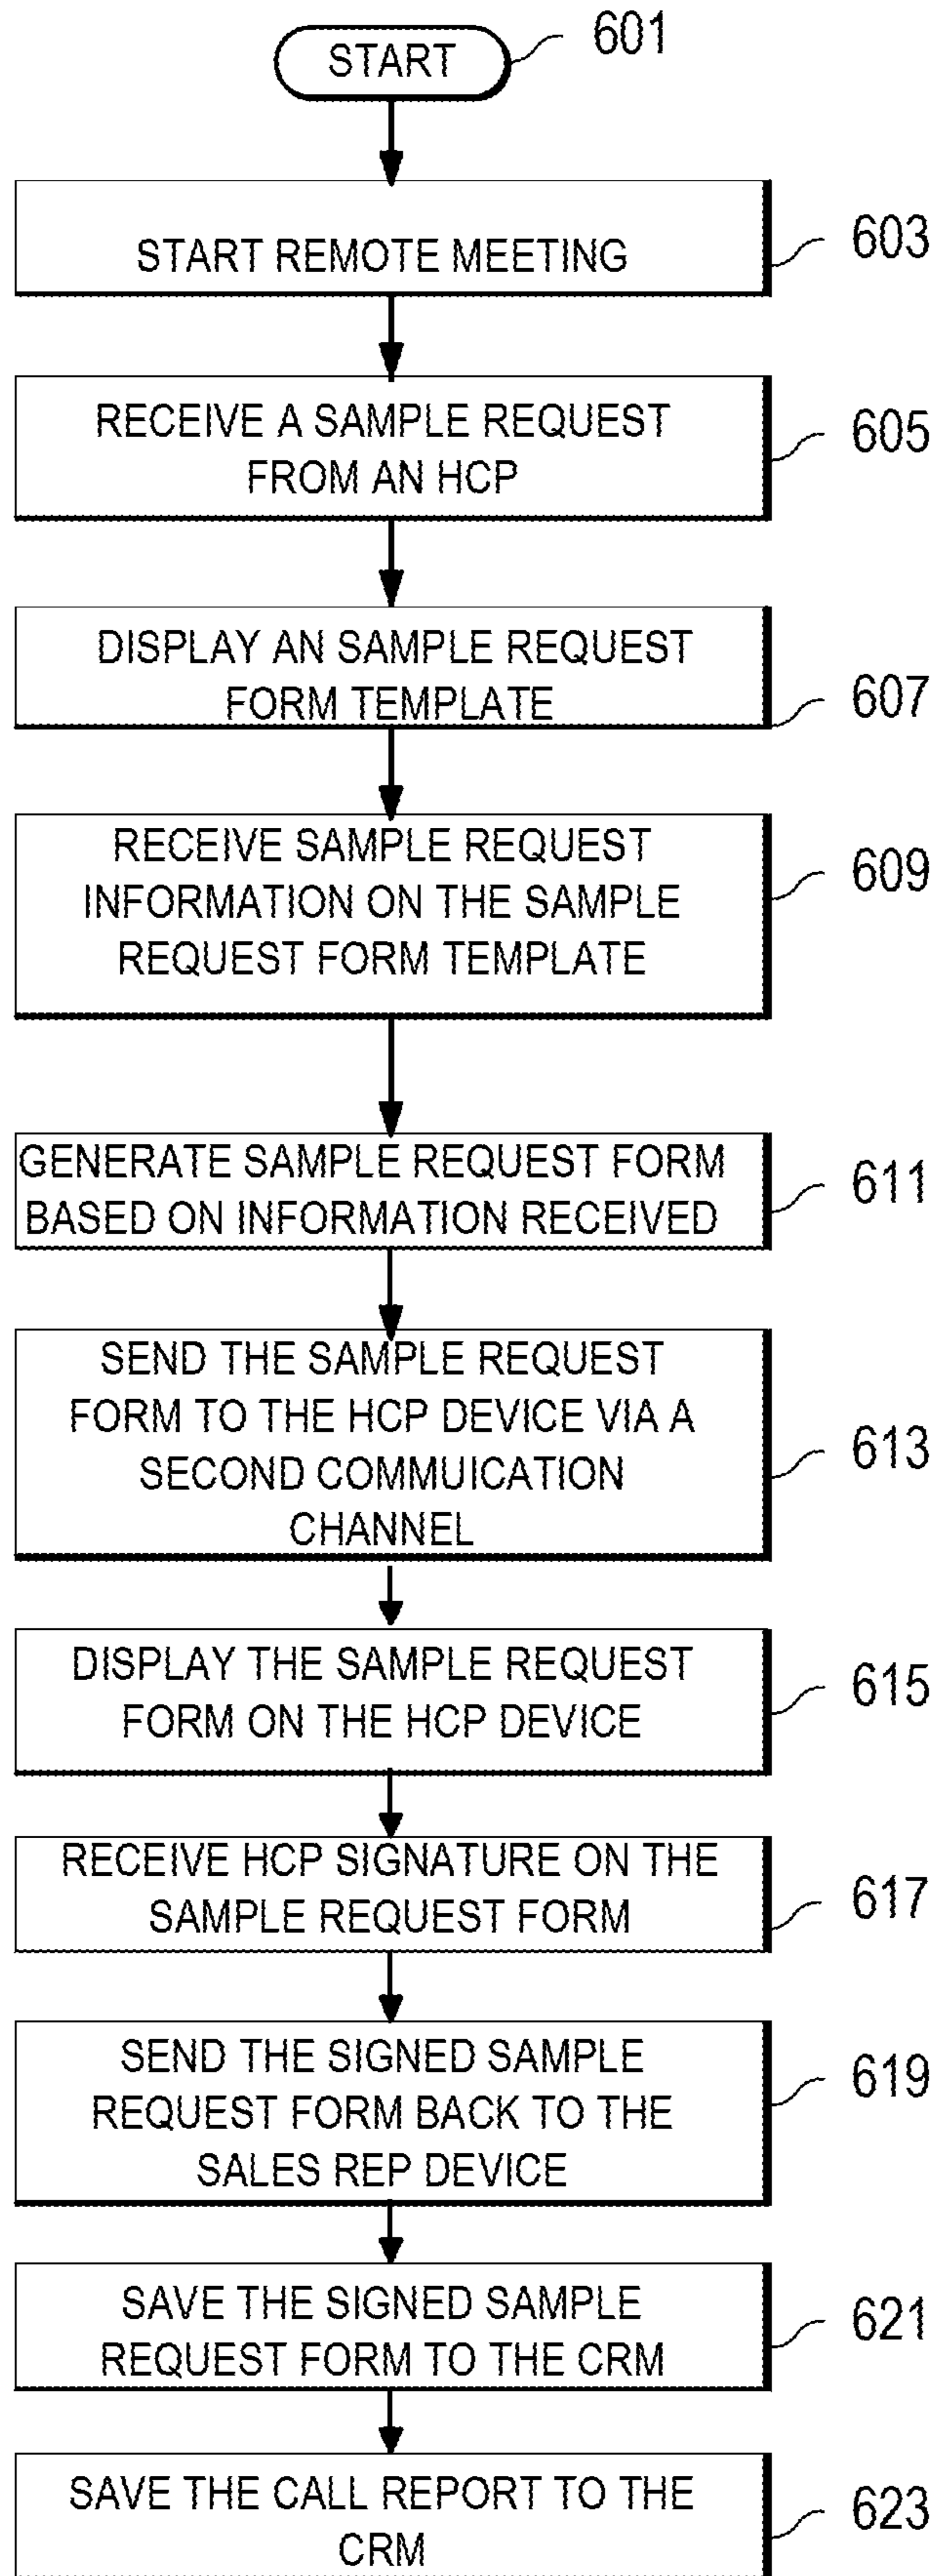 START
601
START REMOTE MEETING
603
RECEIVE A SAMPLE REQUEST
FROM AN HCP
605
DISPLAY AN SAMPLE REQUEST
FORM TEMPLATE
607
RECEIVE SAMPLE REQUEST
INFORMATION ON THE SAMPLE
REQUEST FORM TEMPLATE
609
GENERATE SAMPLE REQUEST FORM
BASED ON INFORMATION RECEIVED
611
SEND THE SAMPLE REQUEST
FORM TO THE HCP DEVICE VIA A
SECOND COMMUICATION
CHANNEL
613
DISPLAY THE SAMPLE REQUEST
FORM ON THE HCP DEVICE
615
RECEIVE HCP SIGNATURE ON THE
SAMPLE REQUEST FORM
617
SEND THE SIGNED SAMPLE
REQUEST FORM BACK TO THE
SALES REP DEVICE
619
SAVE THE SIGNED SAMPLE
REQUEST FORM TO THE CRM
621
SAVE THE CALL REPORT TO THE
CRM
623